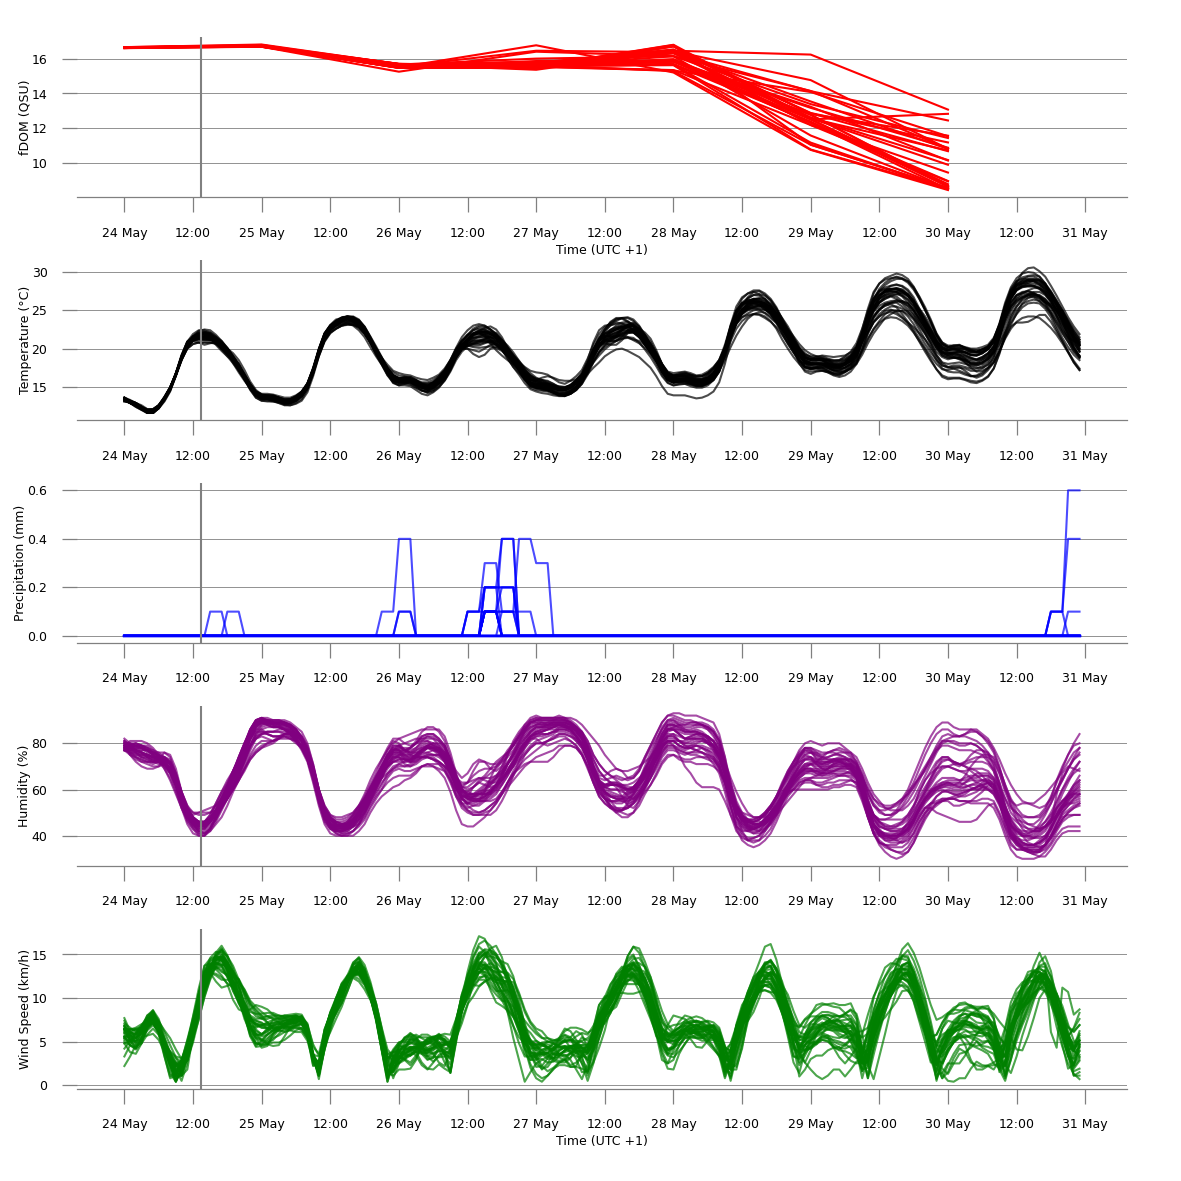 16
14
12
10
fDOM (QSU)
24 May 12:00 25 May 12:00 26 May 12:00 27 May 12:00 28 May 12:00 29 May 12:00 30 May 12:00 31 May
Time (UTC +1)
30
25
20
15
Temperature (°C)
24 May 12:00 25 May 12:00 26 May 12:00 27 May 12:00 28 May 12:00 29 May 12:00 30 May 12:00 31 May
0.6
0.4
0.2
0.0
Precipitation (mm)
24 May 12:00 25 May 12:00 26 May 12:00 27 May 12:00 28 May 12:00 29 May 12:00 30 May 12:00 31 May
80
60
40
Humidity (%)
24 May 12:00 25 May 12:00 26 May 12:00 27 May 12:00 28 May 12:00 29 May 12:00 30 May 12:00 31 May
15
10
5
0
Wind Speed (km/h)
24 May 12:00 25 May 12:00 26 May 12:00 27 May 12:00 28 May 12:00 29 May 12:00 30 May 12:00 31 May
Time (UTC +1)